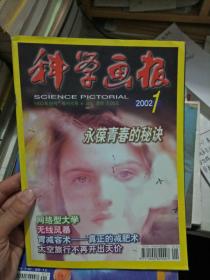 科学画报
SCIENCE PICTORIAL
2002 1
永葆青春的秘诀
网络型大学
无线风暴
胃减容术——真正的减肥术
太空旅行不再开出天价